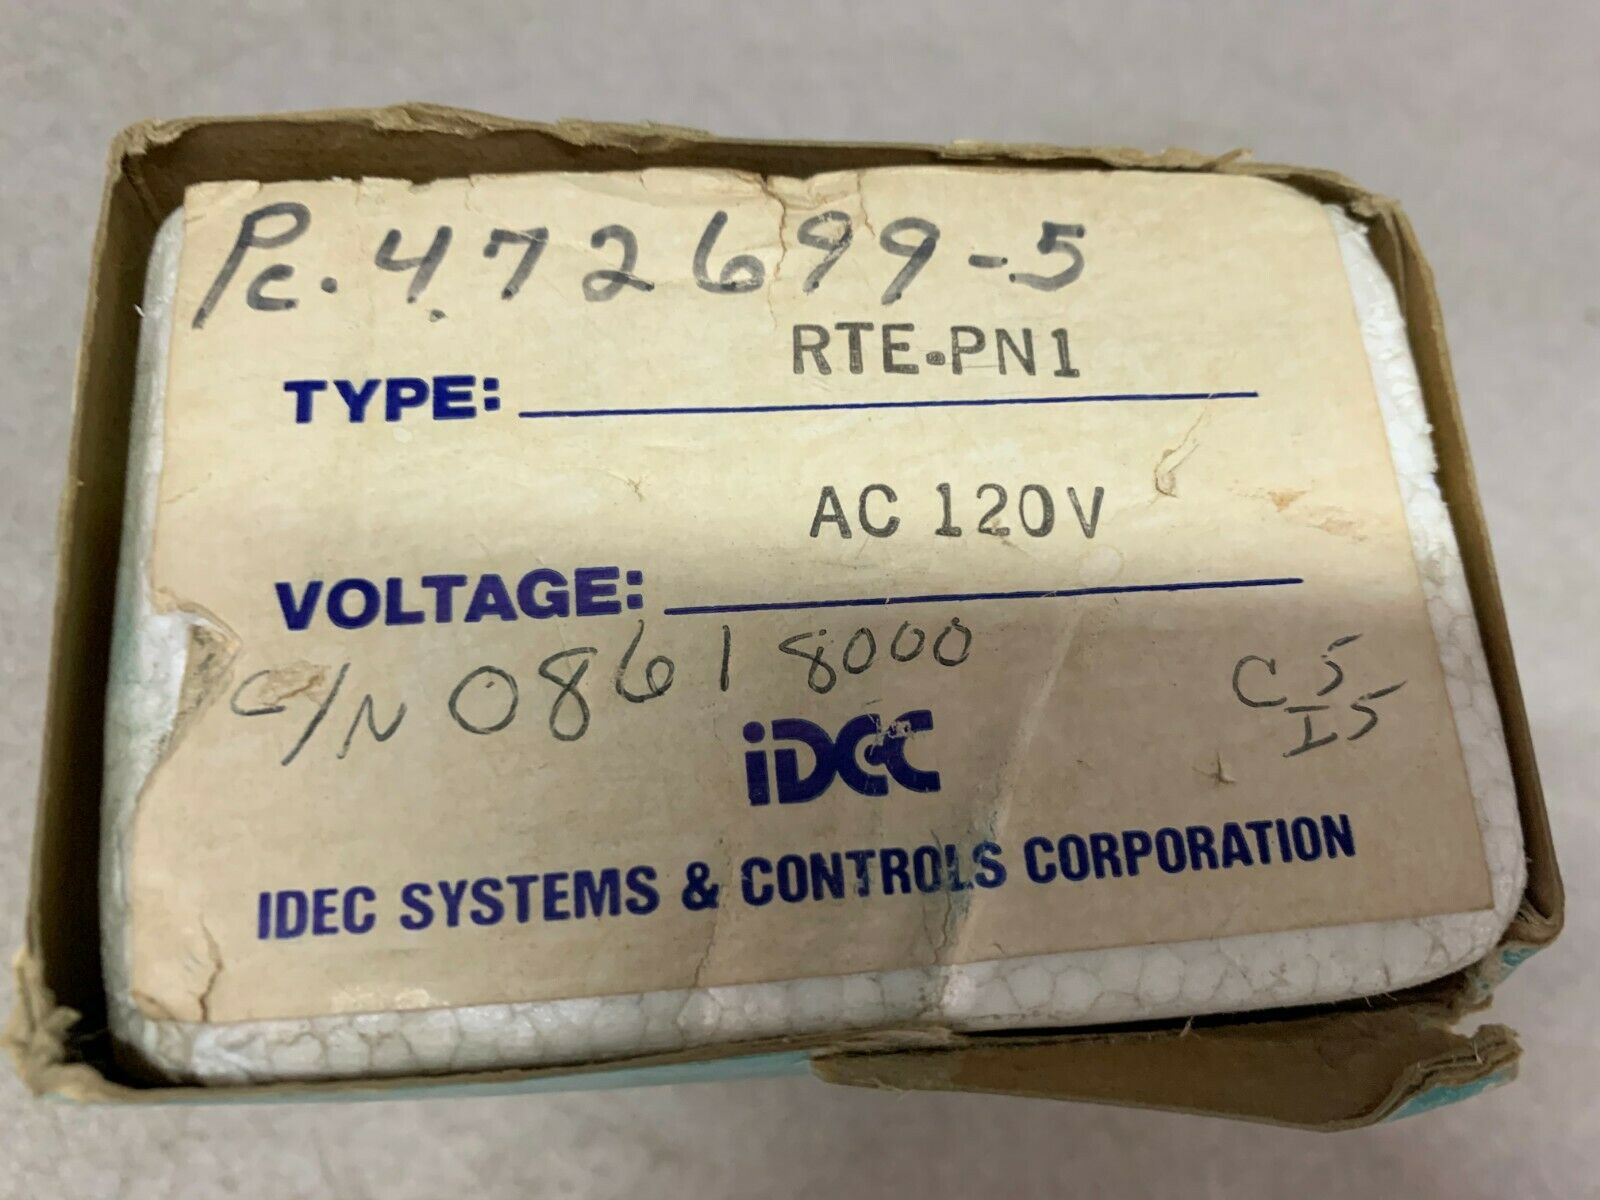 Pc. 472699-5
RTE-PN1
TYPE:
AC 120V
VOLTAGE:
C/N 08618000
C5
I5
iDEC
IDEC SYSTEMS & CONTROLS CORPORATION